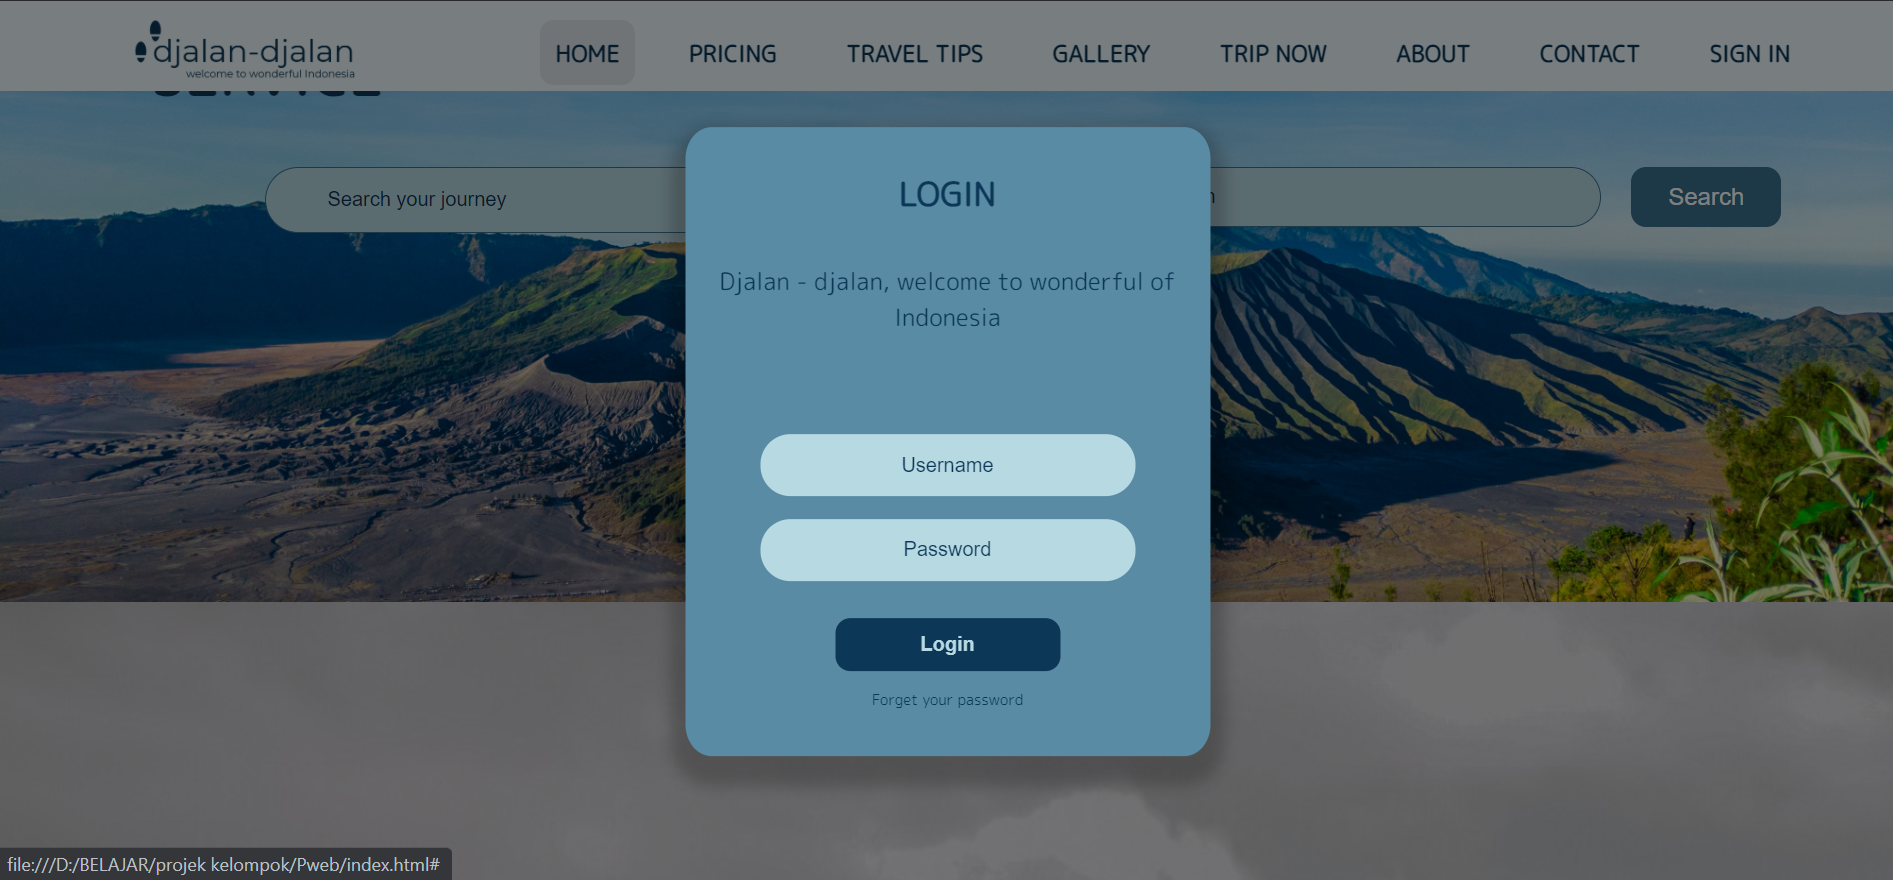 djalan-djalan
welcome to wonderful Indonesia
HOME
PRICING
TRAVEL TIPS
GALLERY
TRIP NOW
ABOUT
CONTACT
SIGN IN
Search your journey
Search
LOGIN
Djalan - djalan, welcome to wonderful of
Indonesia
Username
Password
Login
Forget your password
file:///D:/BELAJAR/projek kelompok/Pweb/index.html#